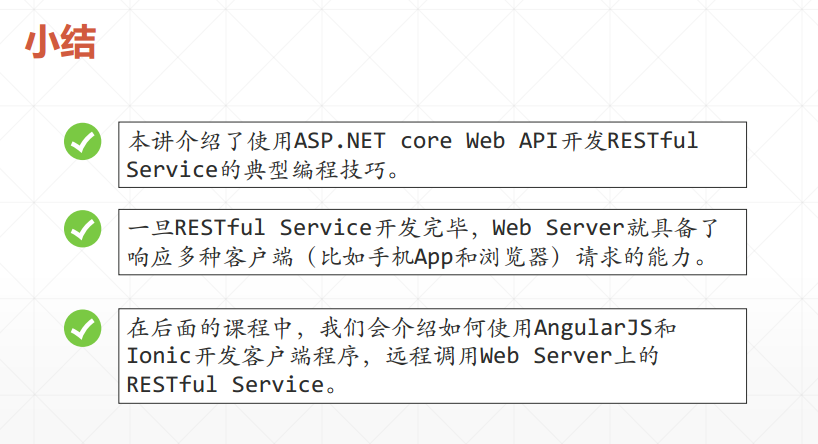 小结
本讲介绍了使用ASP.NET core Web API开发RESTful
Service的典型编程技巧。
一旦RESTful Service开发完毕，Web Server就具备了
响应多种客户端（比如手机App和浏览器）请求的能力。
在后面的课程中，我们会介绍如何使用AngularJS和
Ionic开发客户端程序，远程调用Web Server上的
RESTful Service。